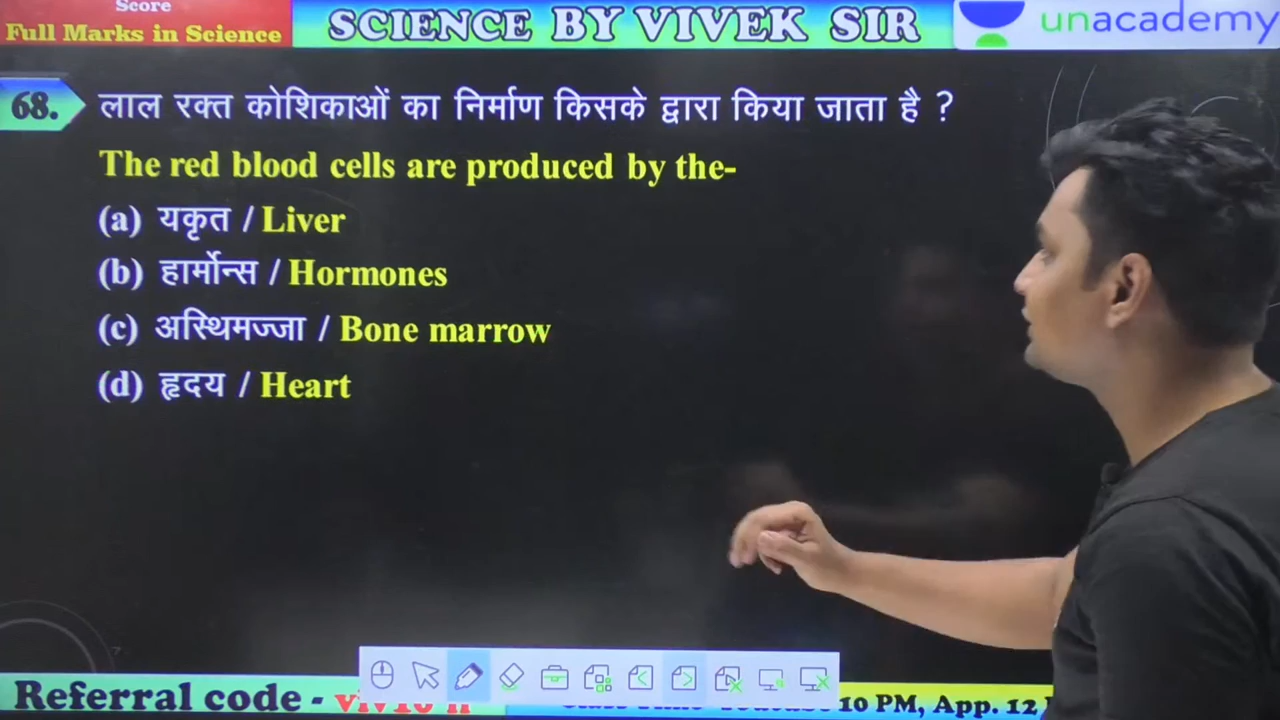 Score
Full Marks in Science
SCIENCE BY VIVEK SIR
unacademy
68. लाल रक्त कोशिकाओं का निर्माण किसके द्वारा किया जाता है ?
The red blood cells are produced by the-
(a) यकृत / Liver
(b) हार्मोन्स / Hormones
(c) अस्थिमज्जा / Bone marrow
(d) हृदय / Heart
Referral code -
10 PM, App. 12